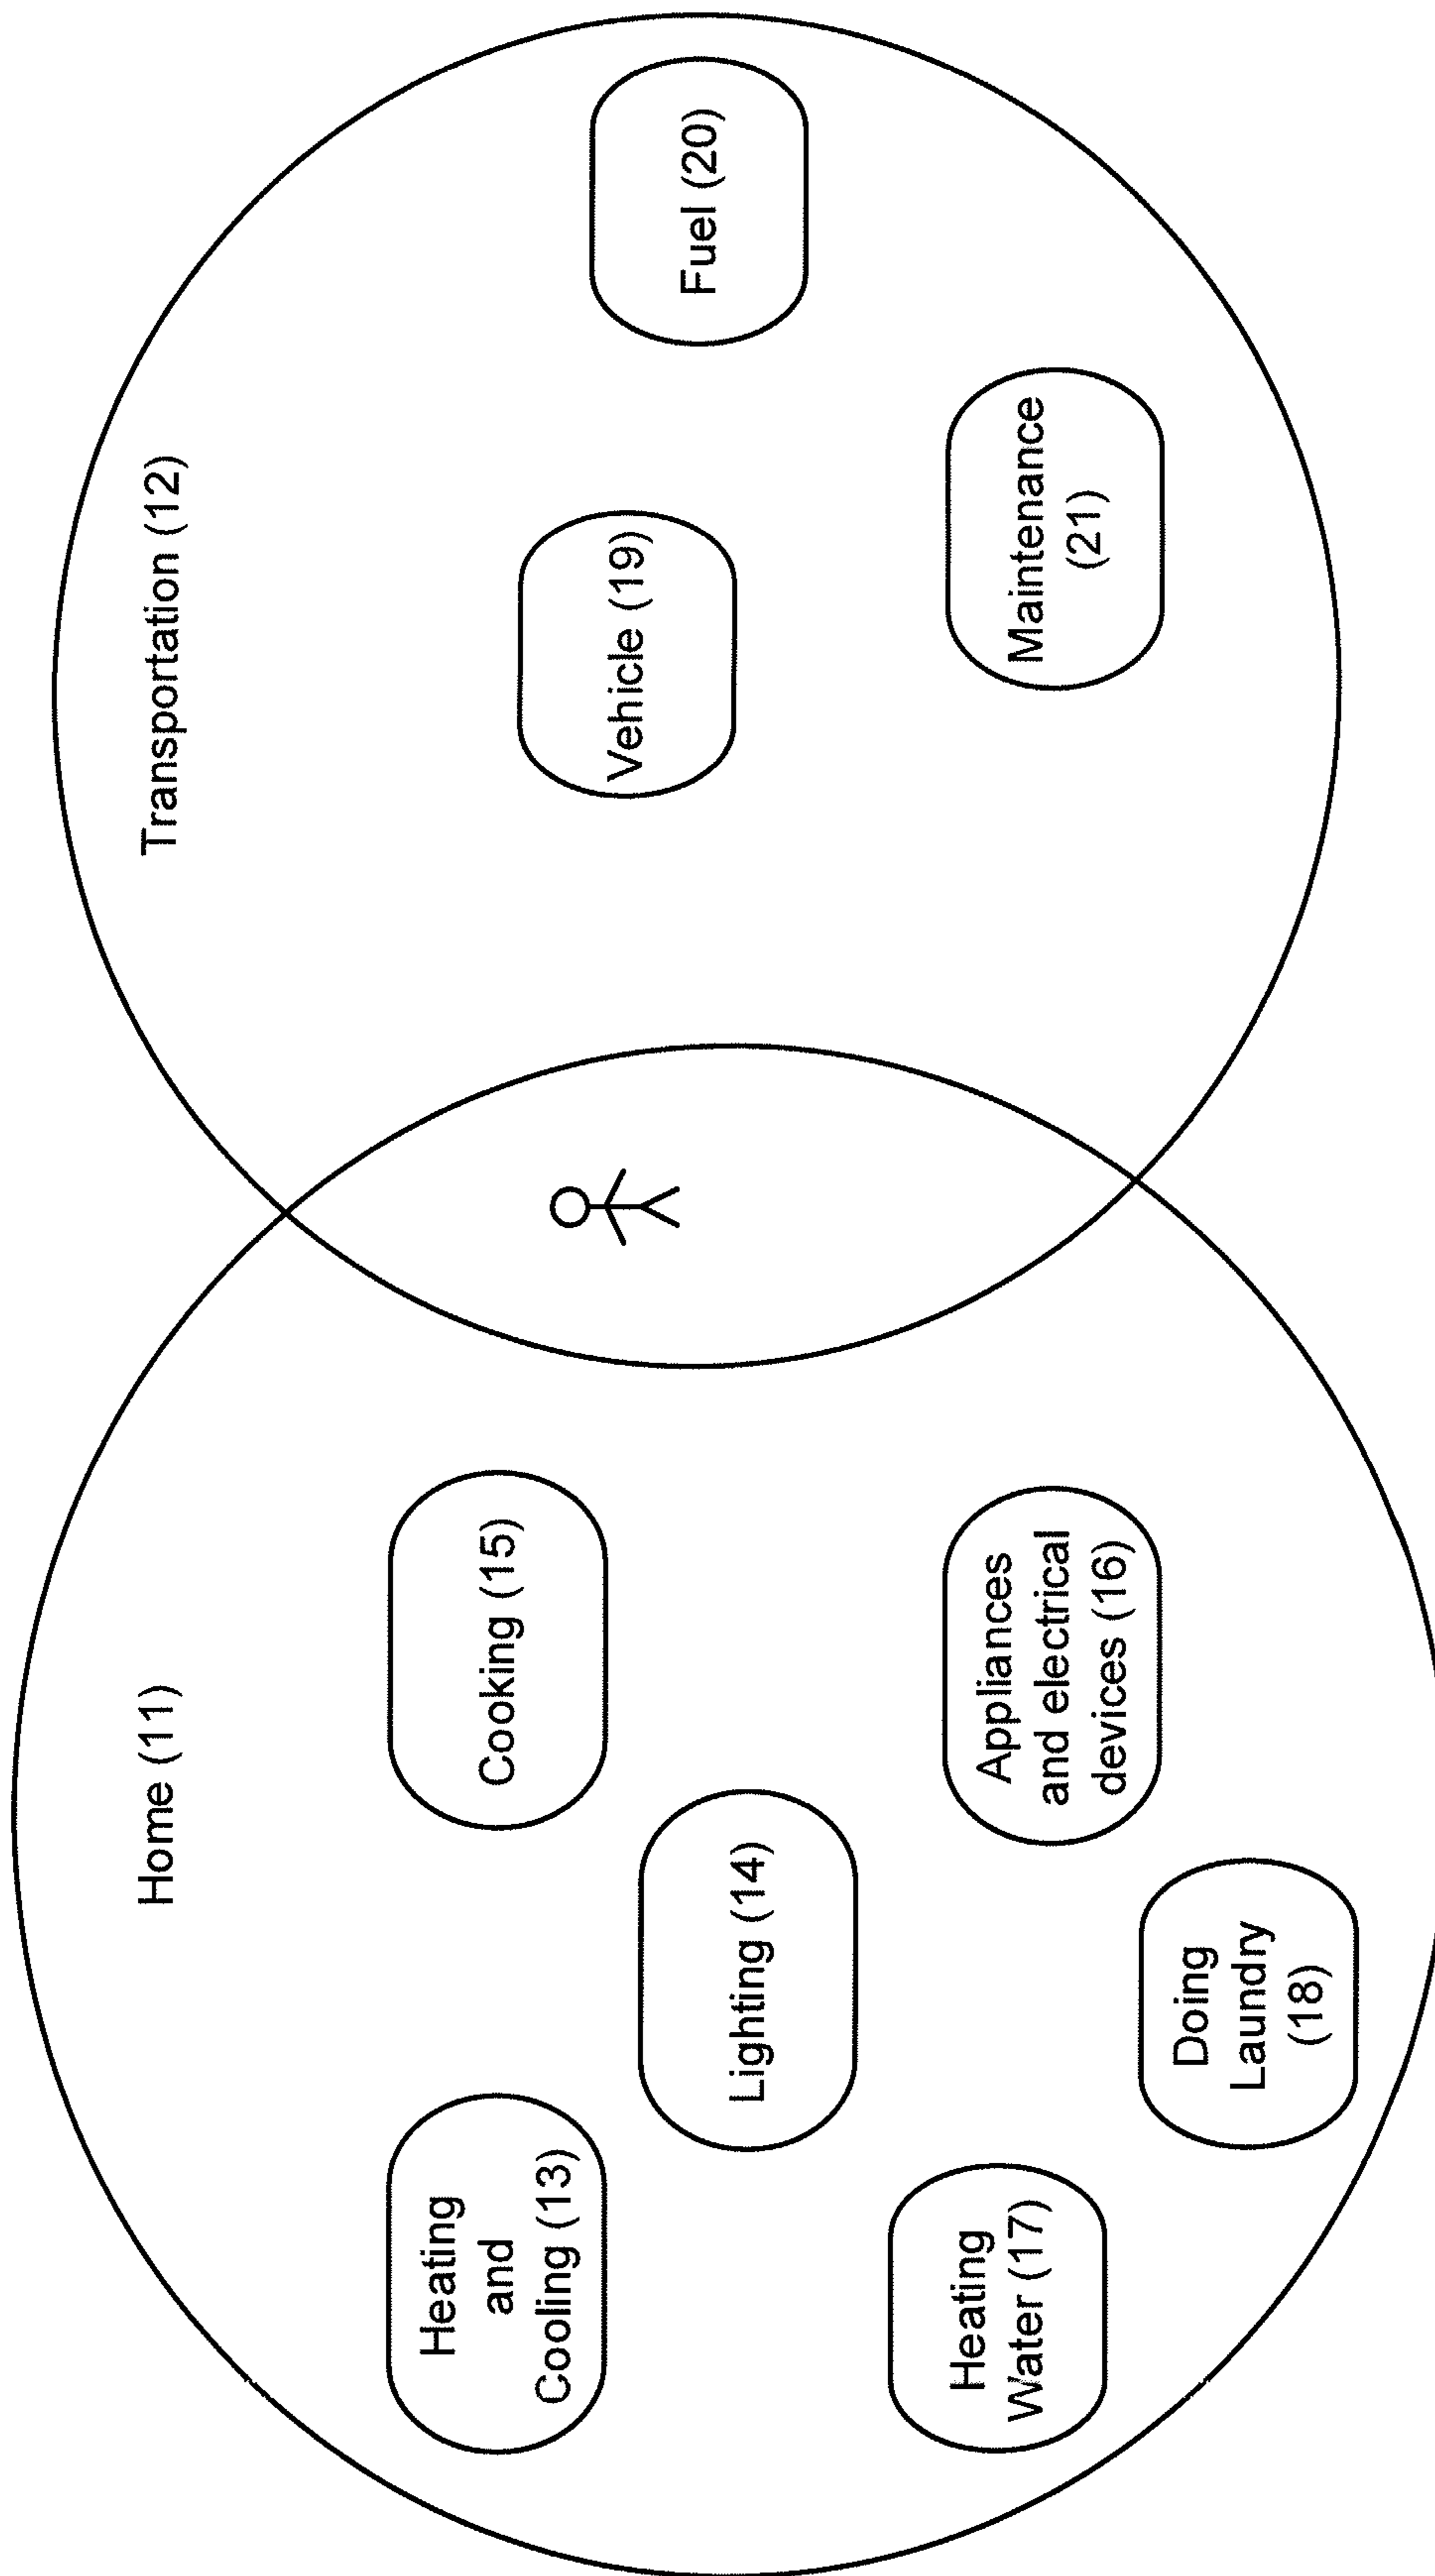 Home (11)
Heating
and
Cooling (13)
Cooking (15)
Lighting (14)
Heating
Water (17)
Appliances
and electrical
devices (16)
Doing
Laundry
(18)
Transportation (12)
Vehicle (19)
Fuel (20)
Maintenance
(21)